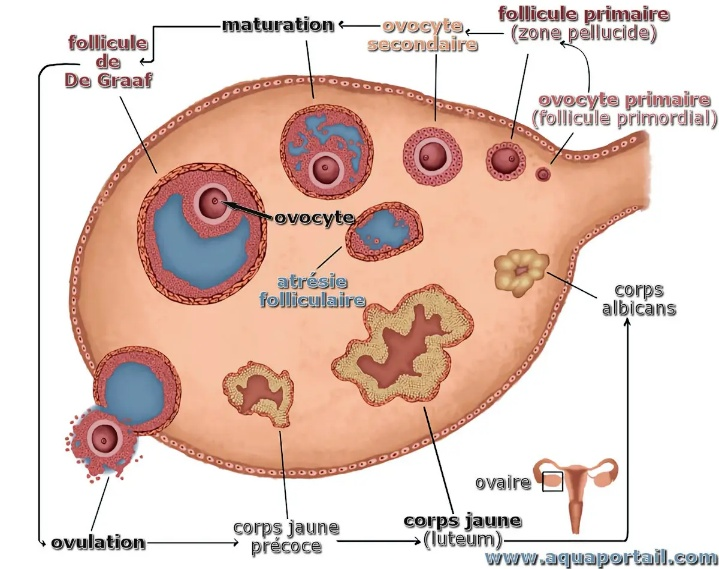 follicule primaire
(zone pellucide)
maturation
ovocyte
secondaire
follicule
de
De Graaf
ovocyte primaire
(follicule primordial)
ovocyte
atrésie
folliculaire
corps
albicans
ovaire
ovulation
corps jaune
précoce
corps jaune
(luteum)
www.aquaportail.com